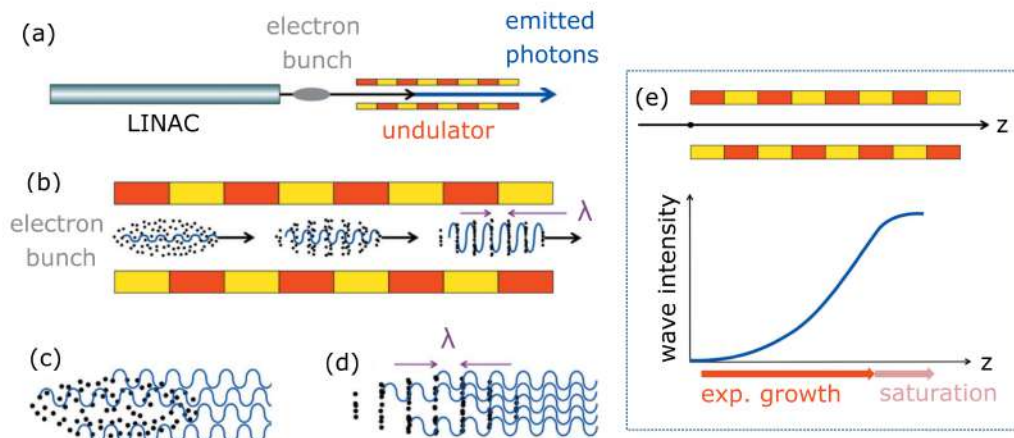 (a)
electron
bunch
emitted
photons
LINAC
undulator
(b)
electron
bunch
λ
(c)
(d)
λ
(e)
z
wave intensity
z
exp. growth
saturation